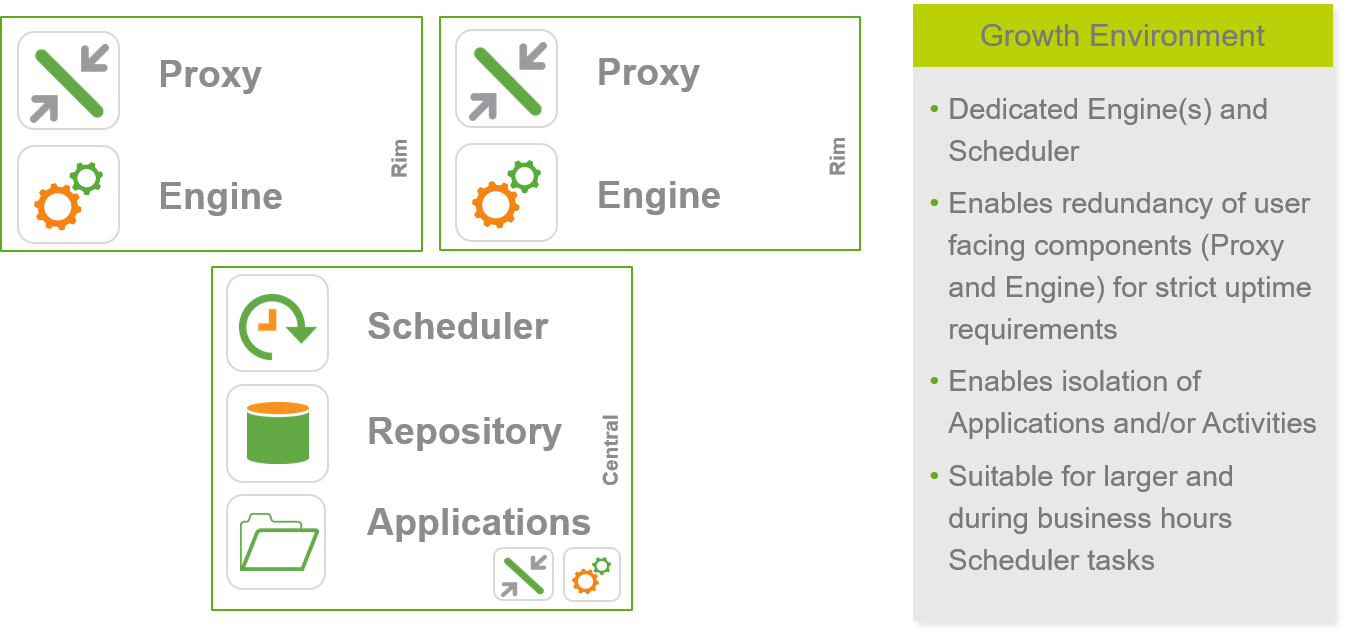 Proxy
Engine
Rim
Proxy
Engine
Rim
Scheduler
Repository
Applications
Central
Growth Environment
• Dedicated Engine(s) and
Scheduler
• Enables redundancy of user
facing components (Proxy
and Engine) for strict uptime
requirements
• Enables isolation of
Applications and/or Activities
• Suitable for larger and
during business hours
Scheduler tasks